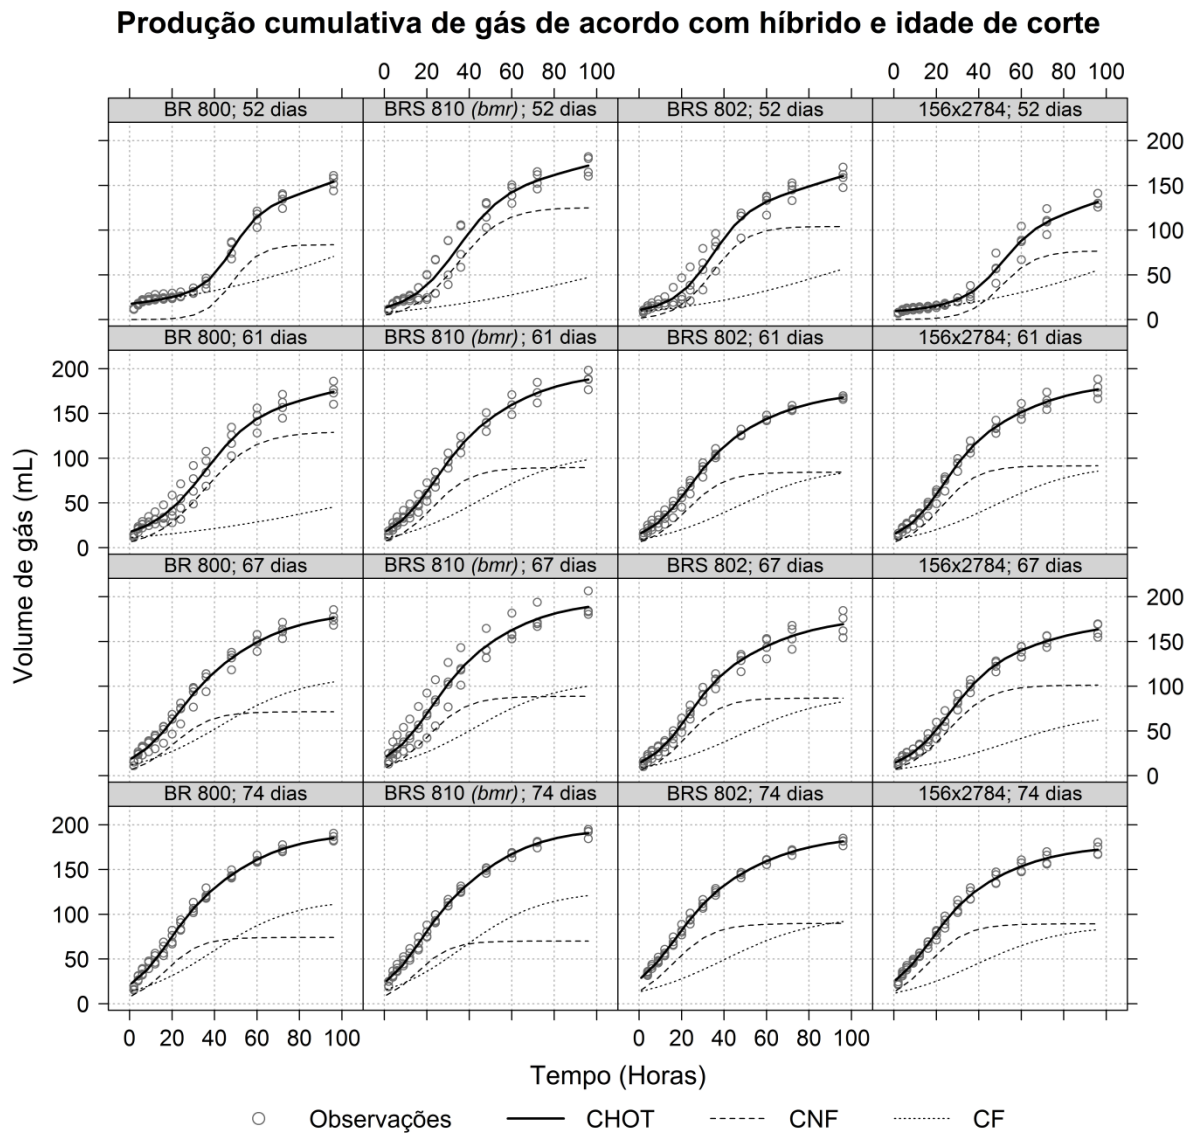 Produção cumulativa de gás de acordo com híbrido e idade de corte
0 20 40 60 80 100 0 20 40 60 80 100
BR 800; 52 dias BRS 810 (bmr); 52 dias BRS 802; 52 dias 156x2784; 52 dias
200
150
100
50
0
BR 800; 61 dias BRS 810 (bmr); 61 dias BRS 802; 61 dias 156x2784; 61 dias
200
150
100
50
0
BR 800; 67 dias BRS 810 (bmr); 67 dias BRS 802; 67 dias 156x2784; 67 dias
200
150
100
50
0
BR 800; 74 dias BRS 810 (bmr); 74 dias BRS 802; 74 dias 156x2784; 74 dias
200
150
100
50
0
Volume de gás (mL)
0 20 40 60 80 100 0 20 40 60 80 100
Tempo (Horas)
Observações CHOT CNF CF